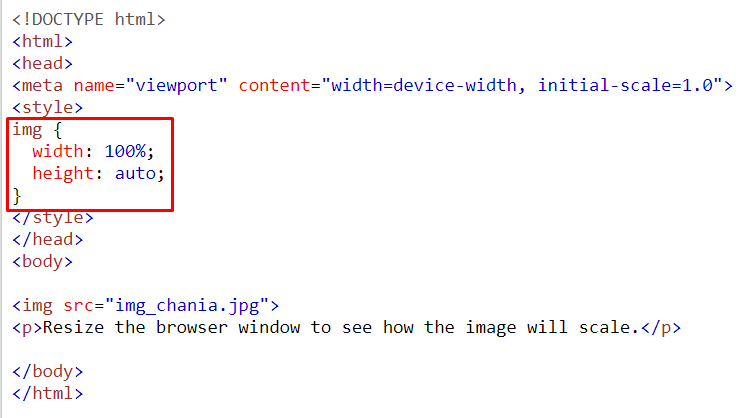 <!DOCTYPE html>
<html>
<head>
<meta name="viewport" content="width=device-width, initial-scale=1.0">
<style>
img {
  width: 100%;
  height: auto;
}
</style>
</head>
<body>

<img src="img_chania.jpg">
<p>Resize the browser window to see how the image will scale.</p>

</body>
</html>